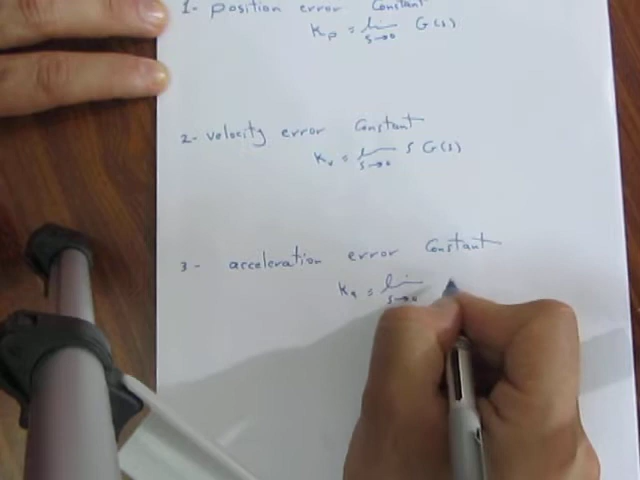 1- position error Constant
Kp = lim s→0 G(s)
2- velocity error Constant
Kv = lim s→0 s G(s)
3- acceleration error Constant
Ka = lim s→0